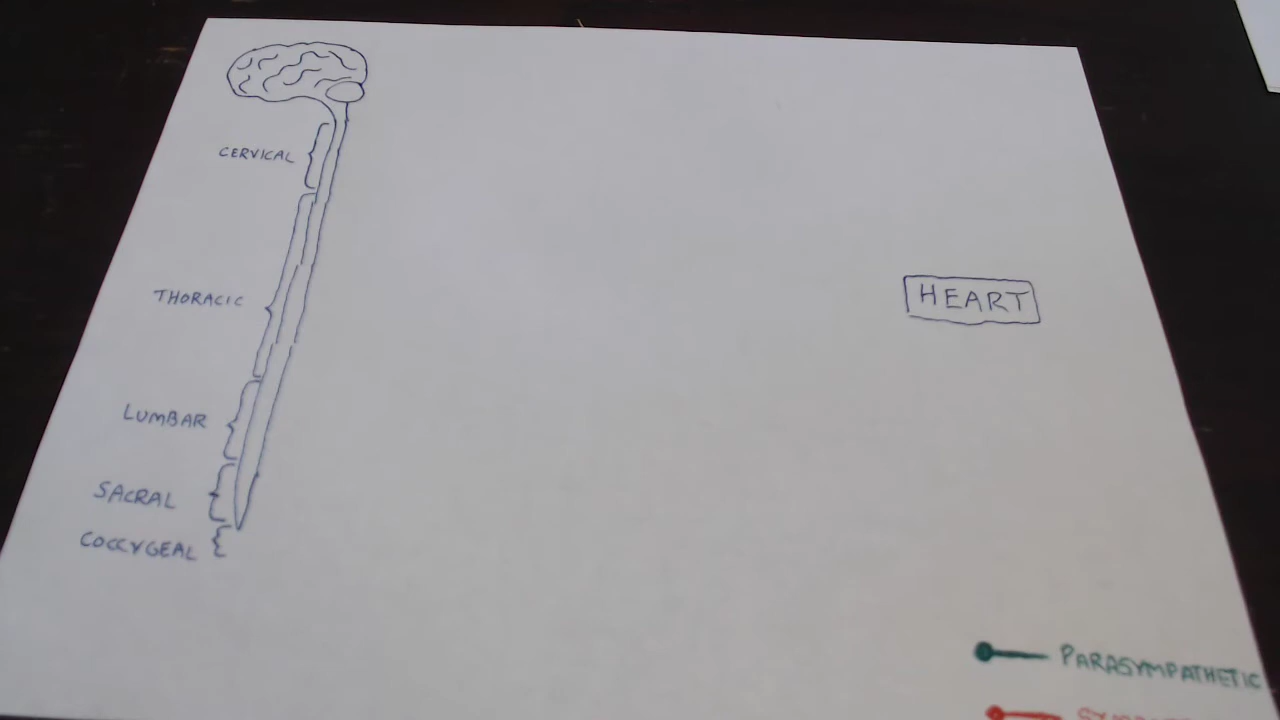 CERVICAL
THORACIC
HEART
LUMBAR
SACRAL
COCCYGEAL
PARASYMPATHETIC